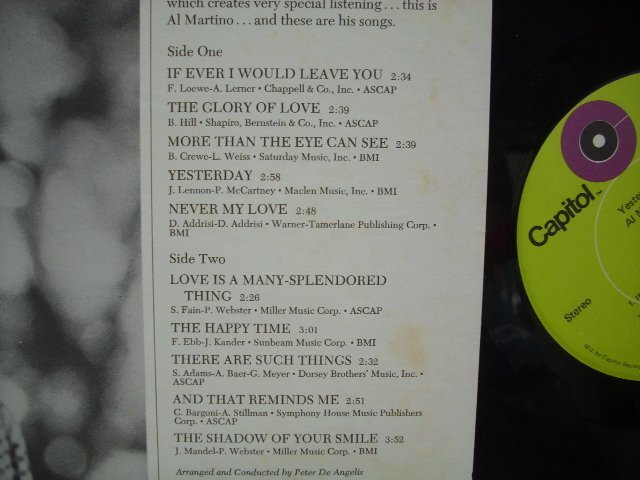 which creates very special listening . . . this is
Al Martino . . . and these are his songs.
Side One
IF EVER I WOULD LEAVE YOU 2:34
F. Loewe-A. Lerner • Chappell & Co., Inc. • ASCAP
THE GLORY OF LOVE 2:39
B. Hill • Shapiro, Bernstein & Co., Inc. • ASCAP
MORE THAN THE EYE CAN SEE 2:39
B. Crewe-L. Weiss • Saturday Music, Inc. • BMI
YESTERDAY 2:58
J. Lennon-P. McCartney • Maclen Music, Inc. • BMI
NEVER MY LOVE 2:48
D. Addrisi-D. Addrisi • Warner-Tamerlane Publishing Corp. •
BMI
Side Two
LOVE IS A MANY-SPLENDORED
THING 2:26
S. Fain-P. Webster • Miller Music Corp. • ASCAP
THE HAPPY TIME 3:01
F. Ebb-J. Kander • Sunbeam Music Corp. • BMI
THERE ARE SUCH THINGS 2:32
S. Adams-A. Baer-G. Meyer • Dorsey Brothers' Music, Inc. •
ASCAP
AND THAT REMINDS ME 2:51
C. Bargoni-A. Stillman • Symphony House Music Publishers
Corp. • ASCAP
THE SHADOW OF YOUR SMILE 3:52
J. Mandel-P. Webster • Miller Music Corp. • BMI
Arranged and Conducted by Peter De Angelis
Capitol™
Yeste
Al M
Stereo
Mfd. by Capitol Record